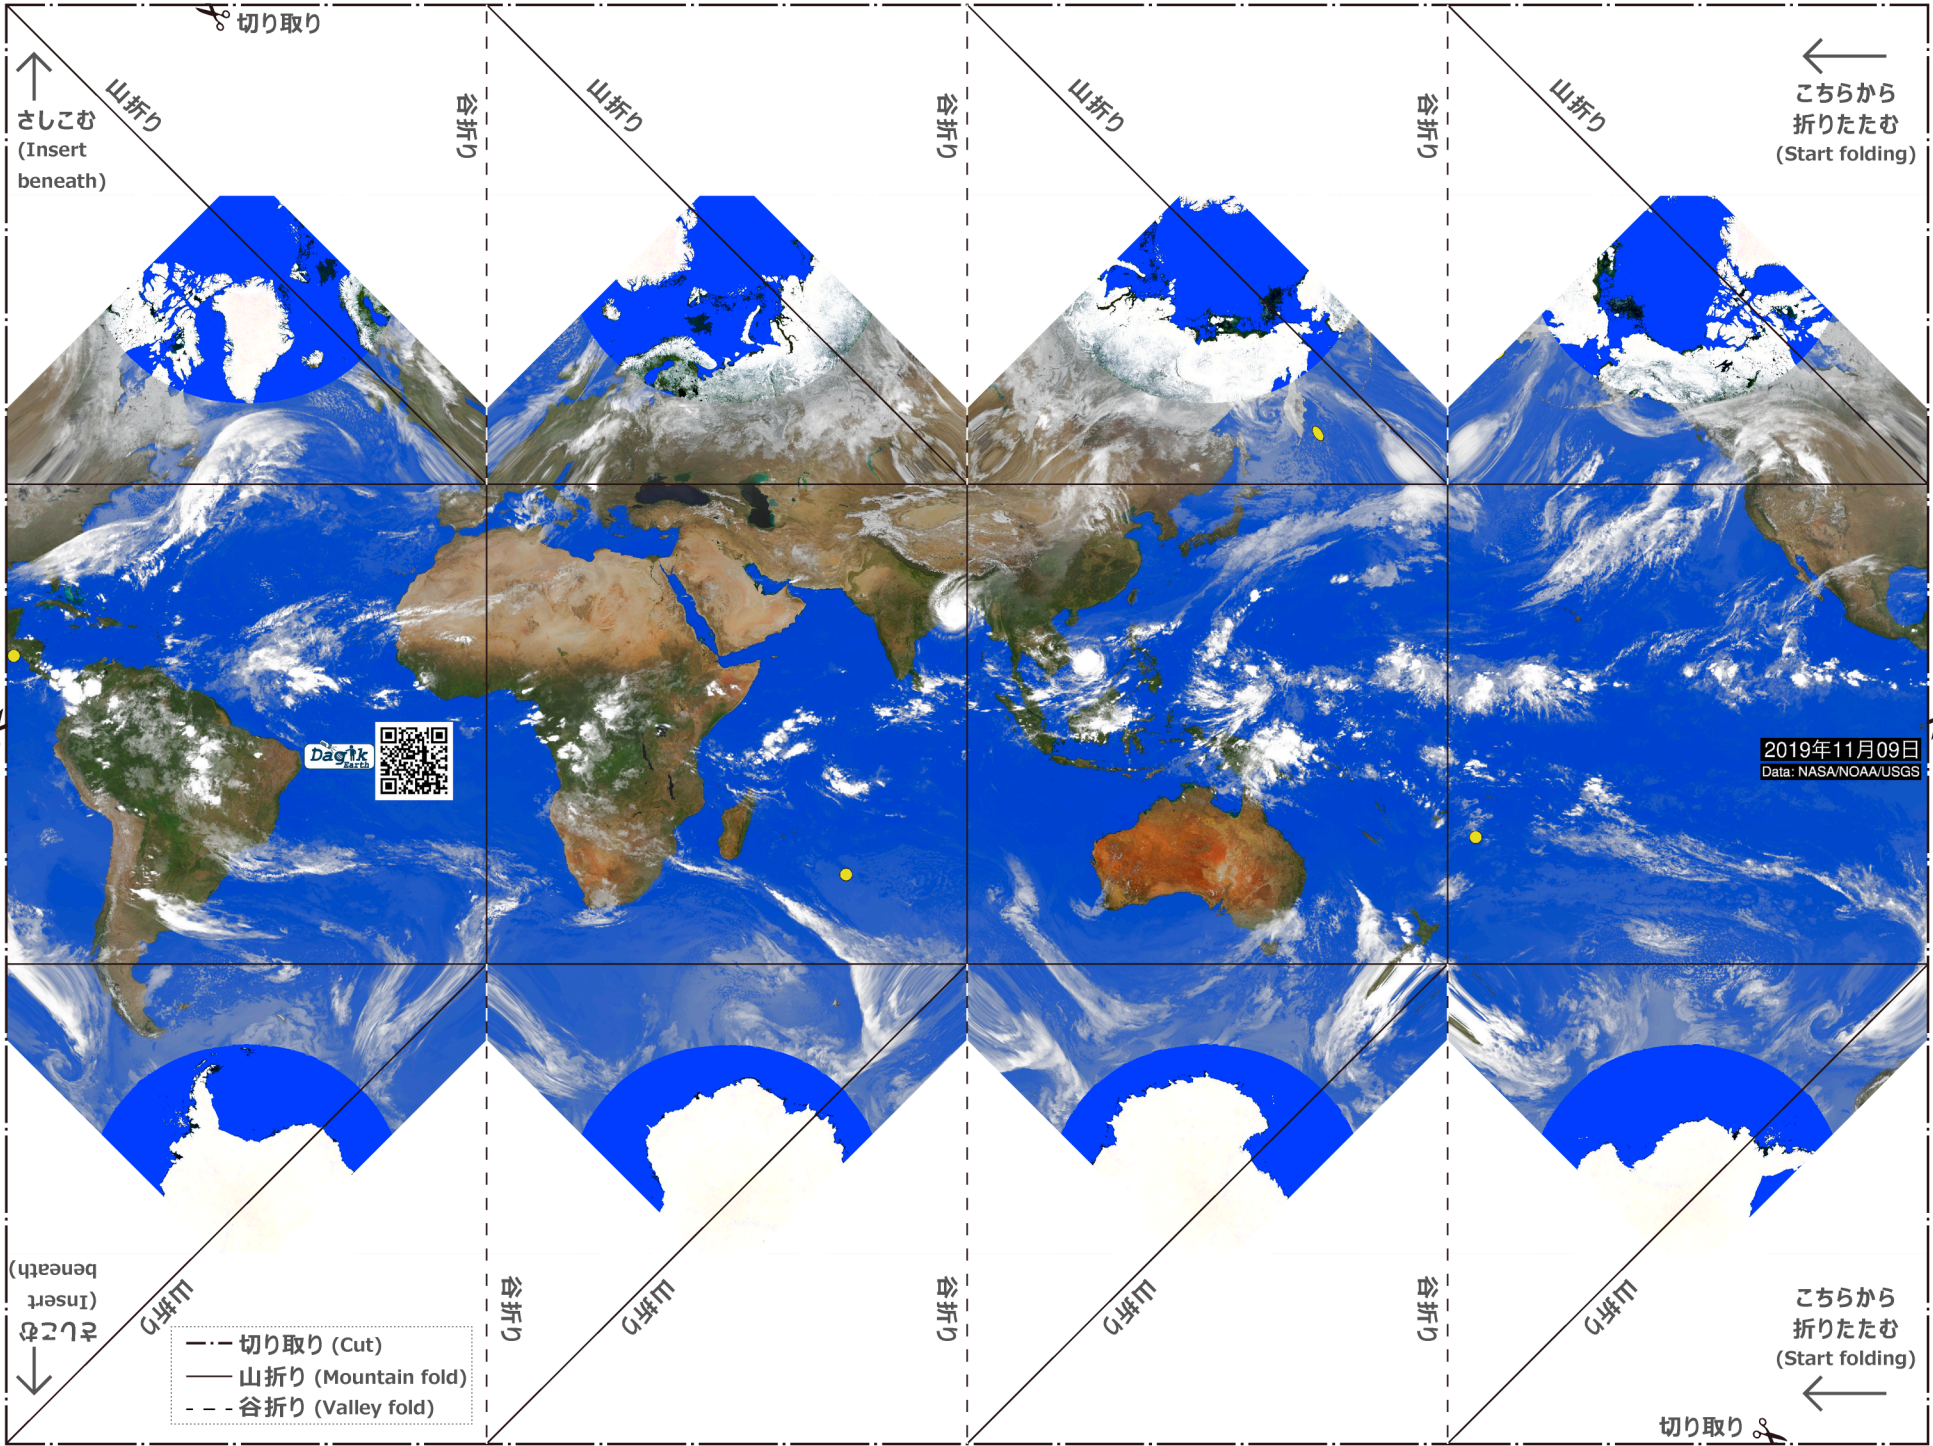 切り取り
さしこむ
(Insert
beneath)
山折り
谷折り
山折り
谷折り
山折り
谷折り
山折り
こちらから
折りたたむ
(Start folding)
Dagik
Earth
2019年11月09日
Data: NASA/NOAA/USGS
さしこむ
(Insert
beneath)
山折り
谷折り
山折り
谷折り
山折り
谷折り
山折り
こちらから
折りたたむ
(Start folding)
切り取り (Cut)
山折り (Mountain fold)
谷折り (Valley fold)
切り取り